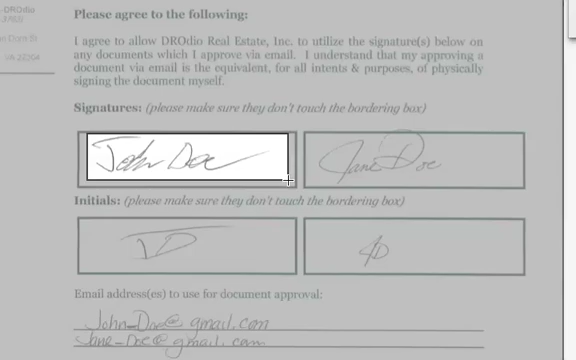 DROdio
Please agree to the following:
I agree to allow DROdio Real Estate, Inc. to utilize the signature(s) below on
any documents which I approve via email. I understand that my approving a
document via email is the equivalent, for all intents & purposes, of physically
signing the document myself.
Signatures: (please make sure they don't touch the bordering box)
John Doe
Jane Doe
Initials: (please make sure they don't touch the bordering box)
JD
JD
Email address(es) to use for document approval:
John_Doe@gmail.com
Jane_Doe@gmail.com